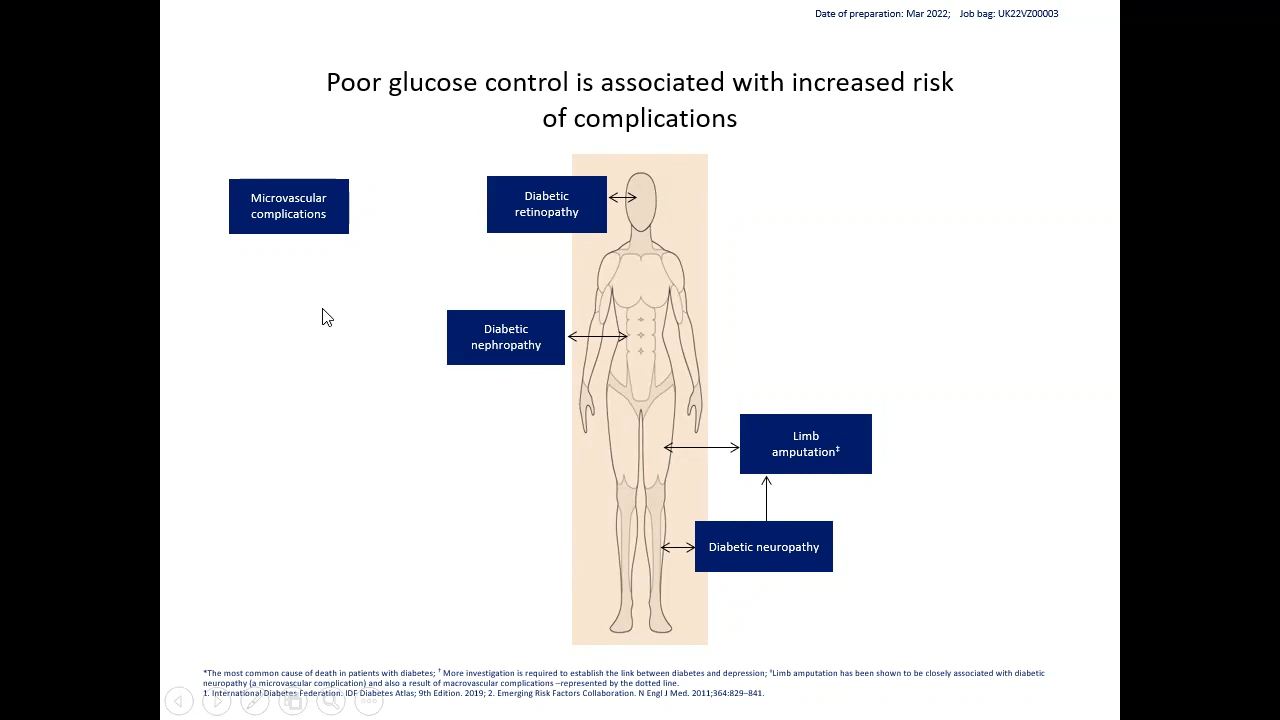 Date of preparation: Mar 2022; Job bag: UK22VZ00003
Poor glucose control is associated with increased risk
of complications
Microvascular
complications
Diabetic
retinopathy
Diabetic
nephropathy
Limb
amputation‡
Diabetic neuropathy
*The most common cause of death in patients with diabetes; † More investigation is required to establish the link between diabetes and depression; ‡Limb amputation has been shown to be closely associated with diabetic
neuropathy (a microvascular complication) and also a result of macrovascular complications –represented by the dotted line.
1. International Diabetes Federation. IDF Diabetes Atlas; 9th Edition. 2019; 2. Emerging Risk Factors Collaboration. N Engl J Med. 2011;364:829–841.